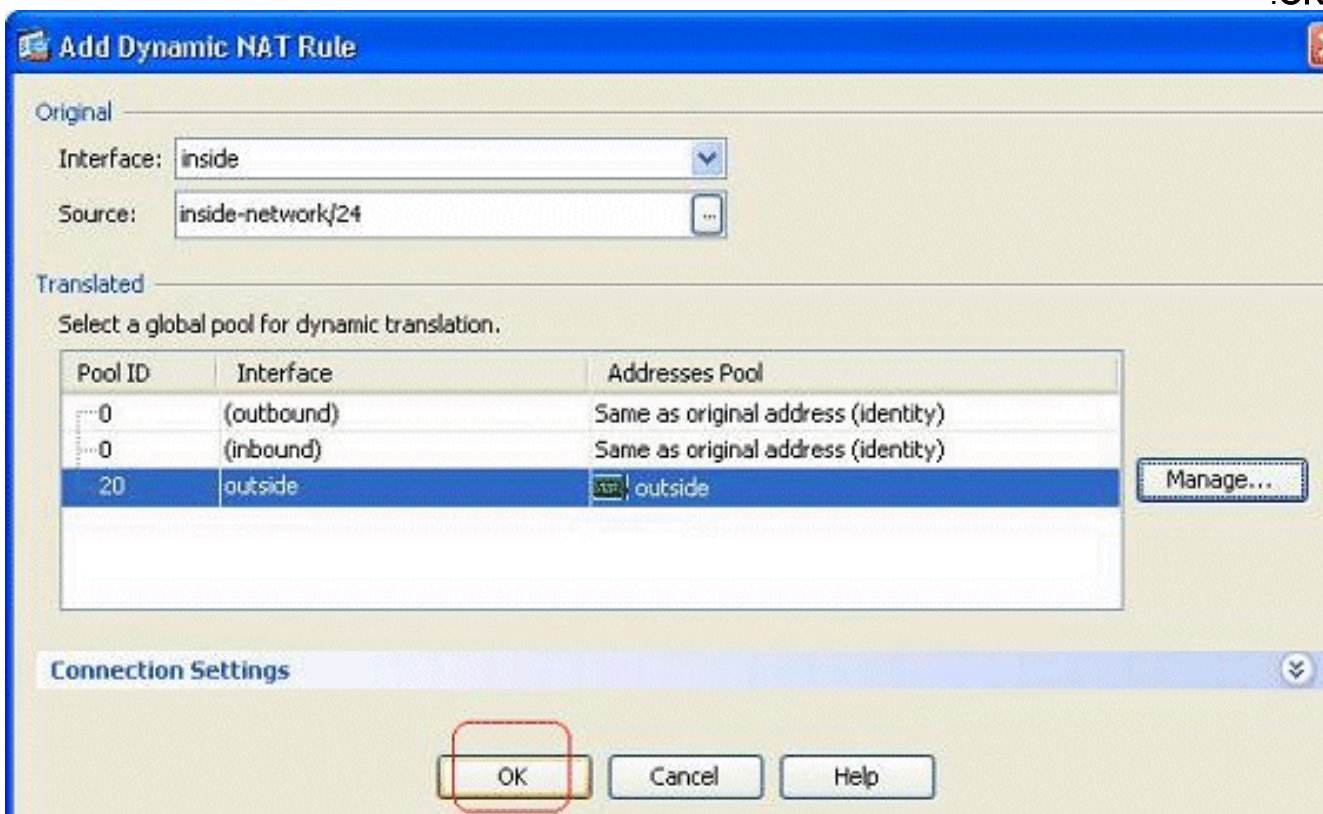 .OK
Add Dynamic NAT Rule
Original
Interface: inside
Source: inside-network/24 ...
Translated
Select a global pool for dynamic translation.
Pool ID Interface Addresses Pool
0 (outbound) Same as original address (identity)
0 (inbound) Same as original address (identity)
20 outside outside
Manage...
Connection Settings
OK Cancel Help